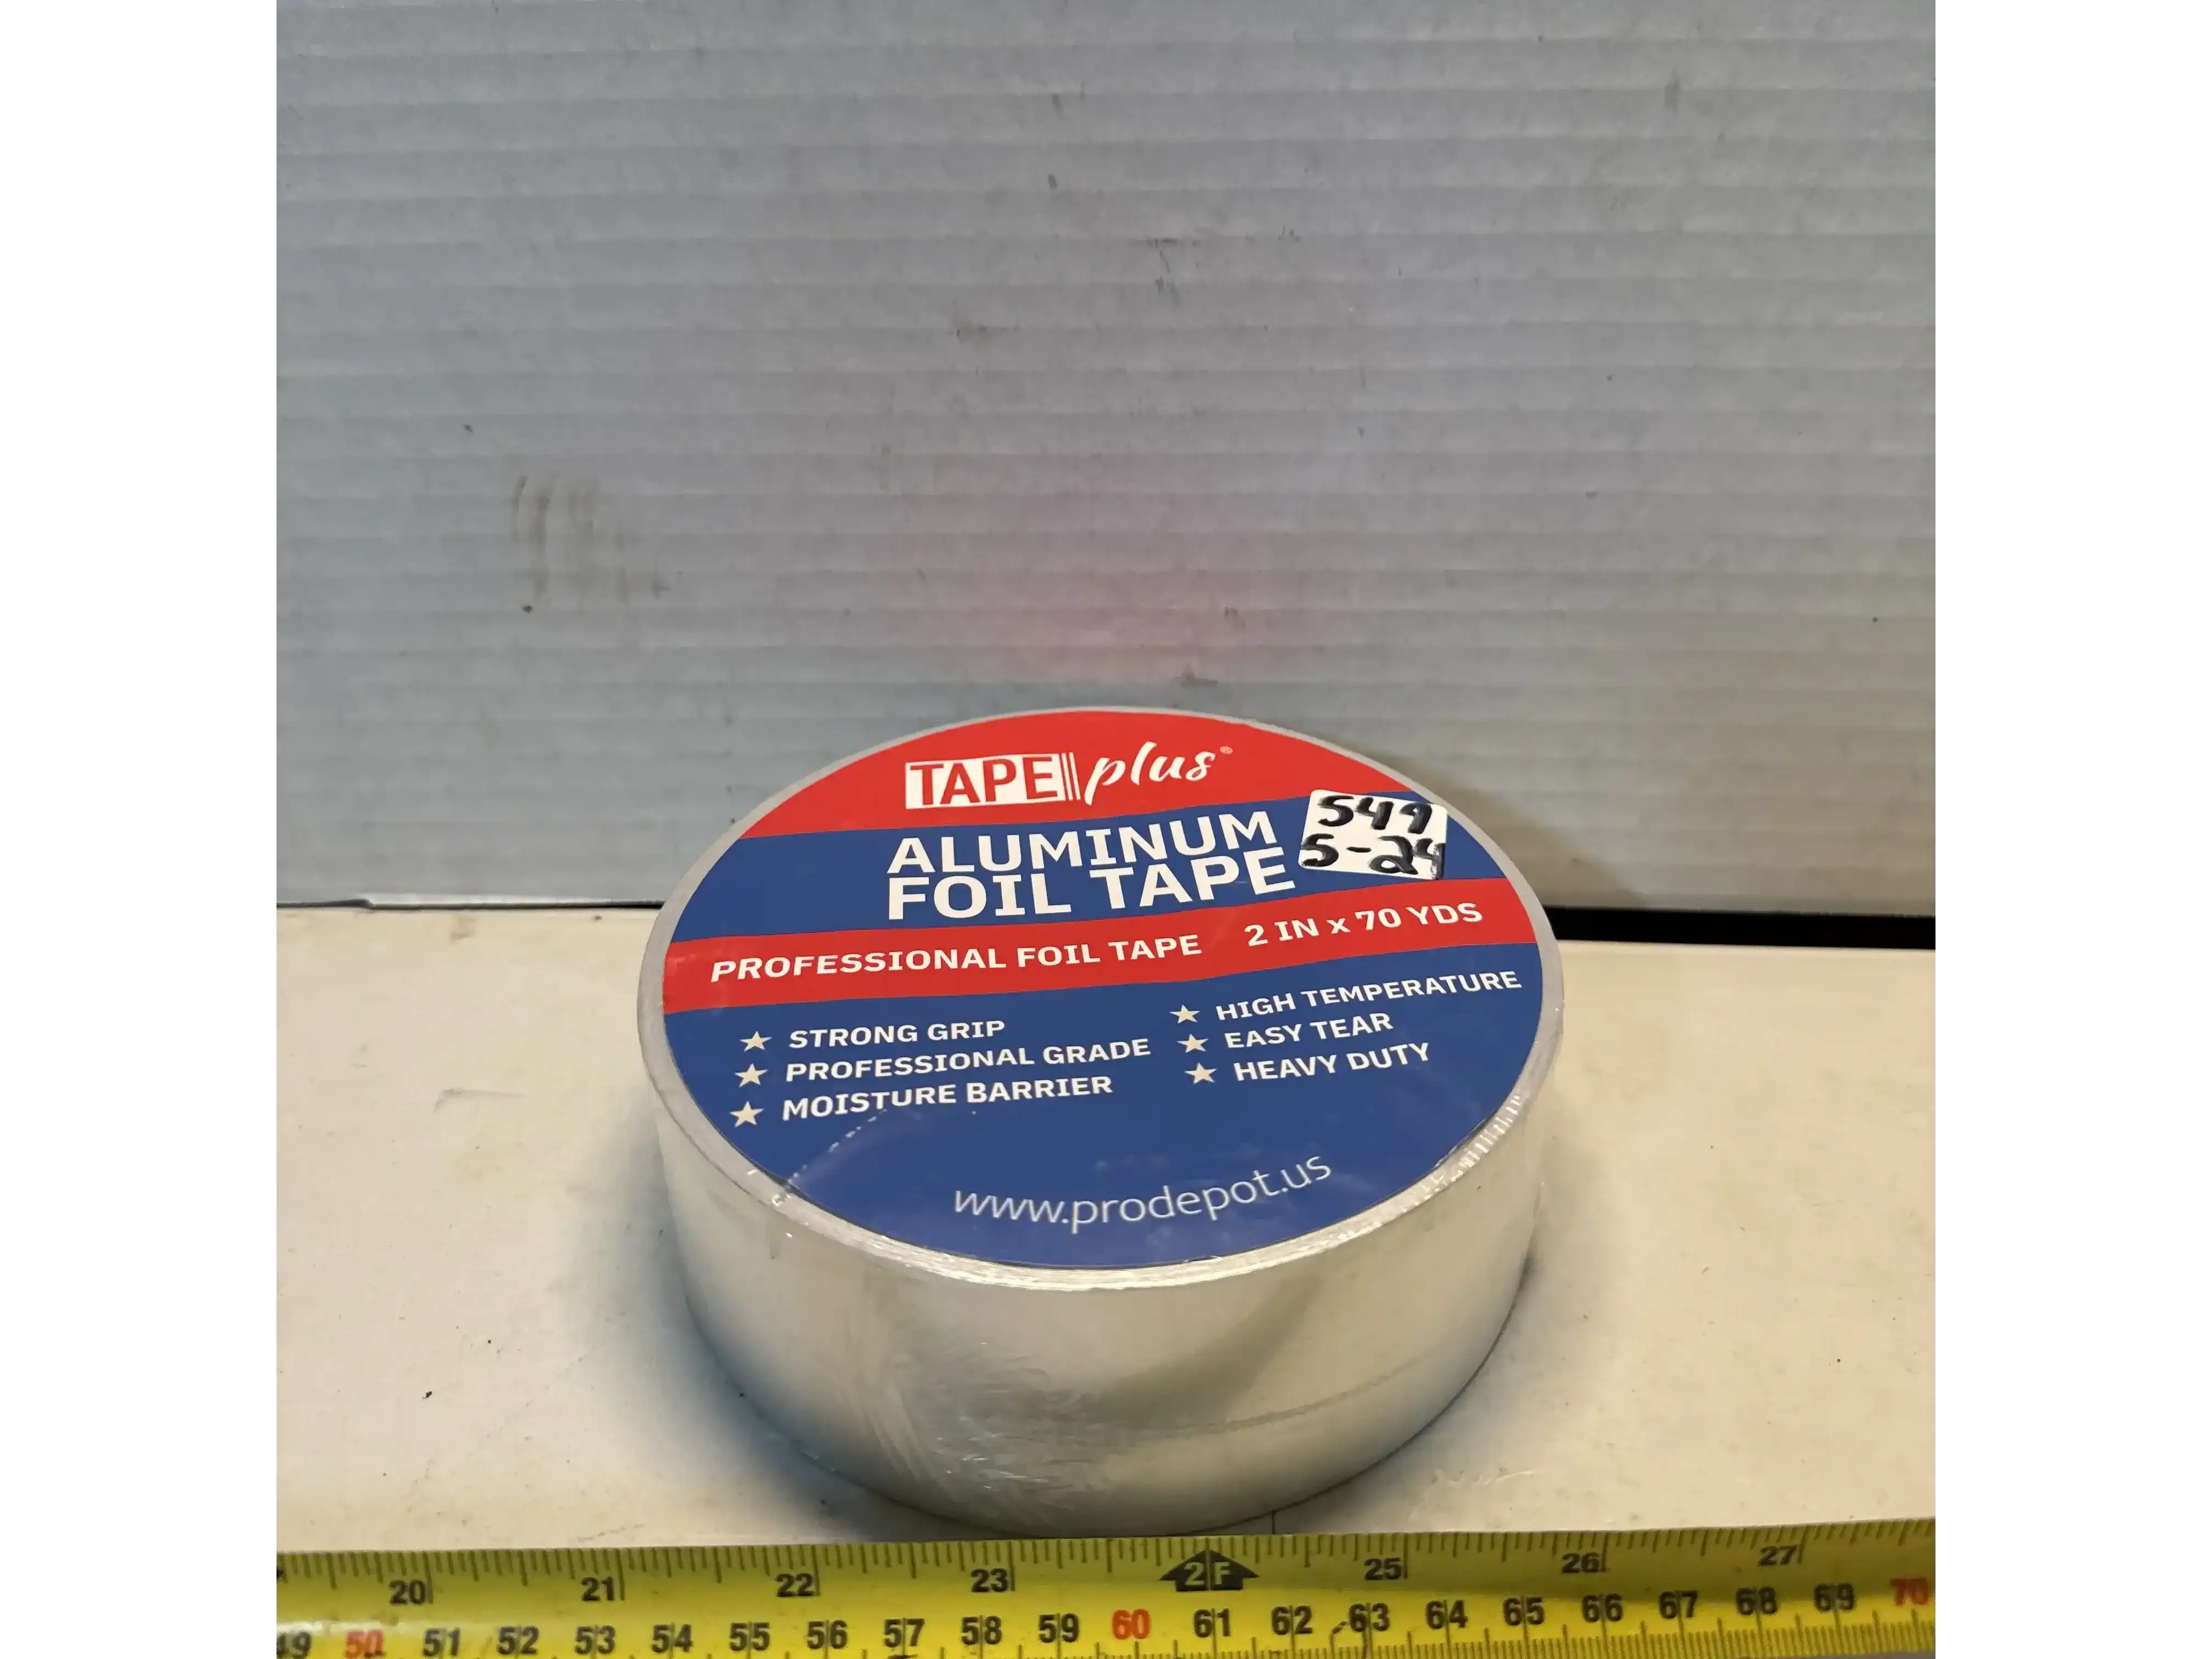 TAPE plus®
ALUMINUM
FOIL TAPE
549
5-24
PROFESSIONAL FOIL TAPE 2 IN x 70 YDS
★ STRONG GRIP
★ PROFESSIONAL GRADE
★ MOISTURE BARRIER
★ HIGH TEMPERATURE
★ EASY TEAR
★ HEAVY DUTY
www.prodepot.us
20 21 22 23 2F 25 26 27
49 50 51 52 53 54 55 56 57 58 59 60 61 62 63 64 65 66 67 68 69 70